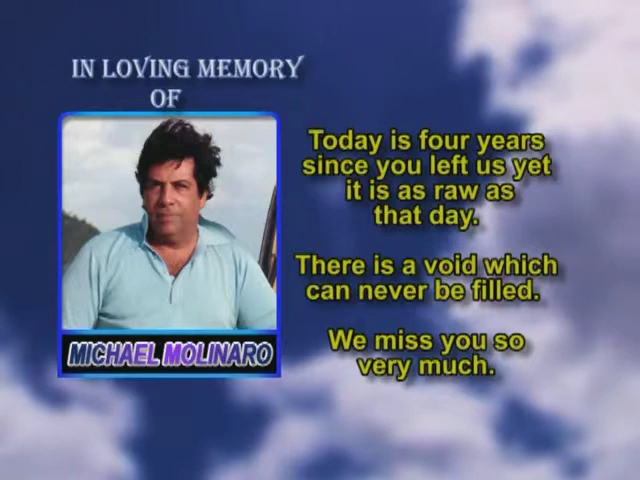 IN LOVING MEMORY
OF
MICHAEL MOLINARO
Today is four years
since you left us yet
it is as raw as
that day.
There is a void which
can never be filled.
We miss you so
very much.